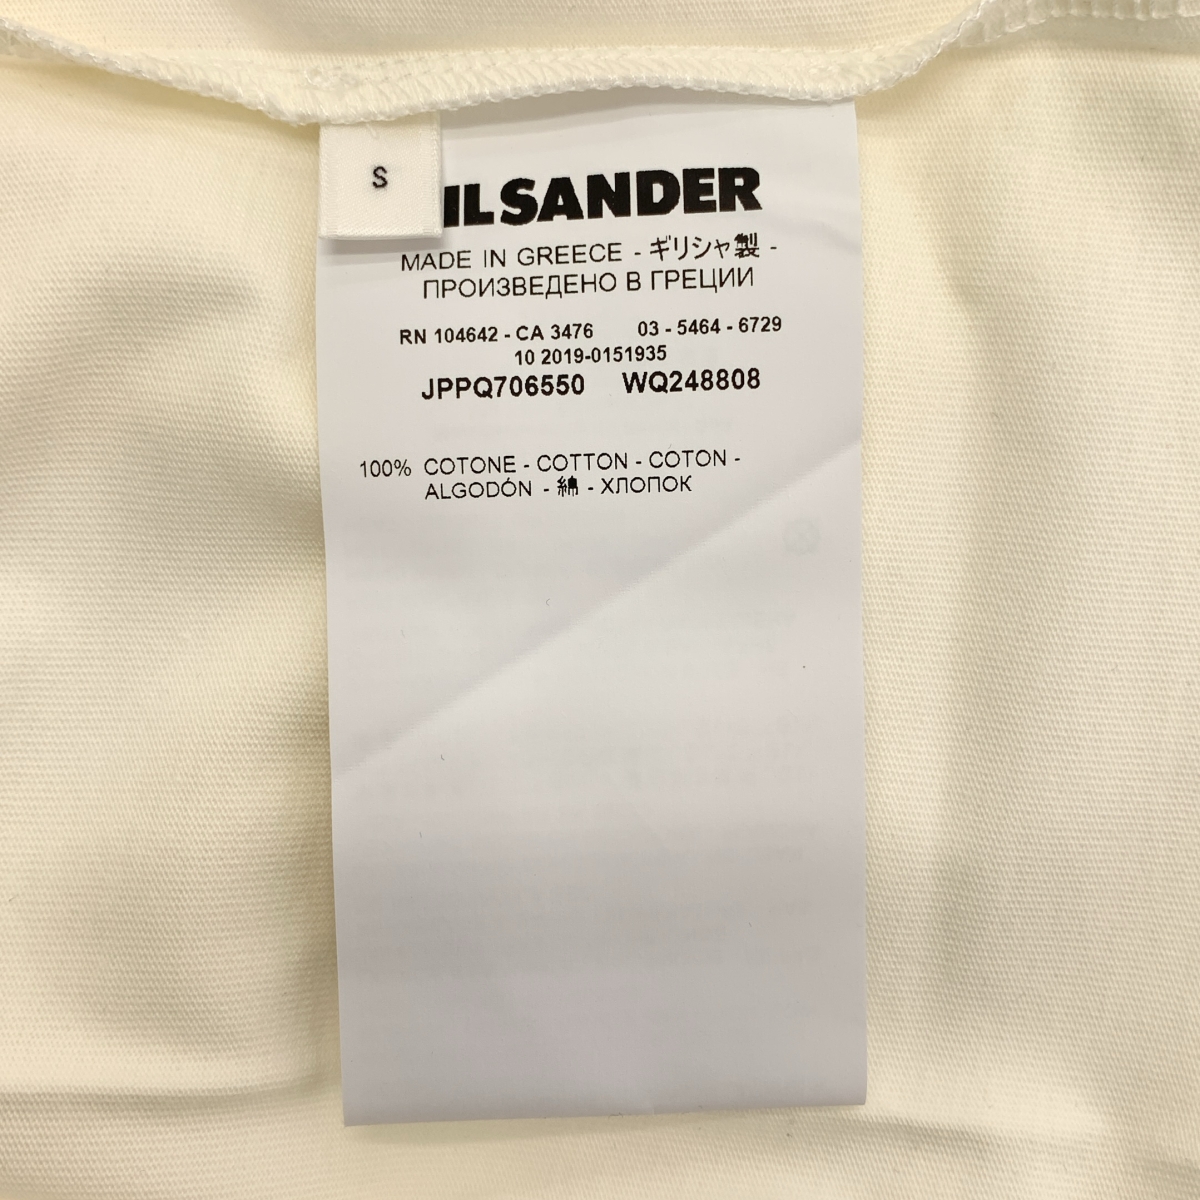 S
IL SANDER
MADE IN GREECE - ギリシャ製 -
ПРОИЗВЕДЕНО В ГРЕЦИИ
RN 104642 - CA 3476 03 - 5464 - 6729
10 2019-0151935
JPPQ706550 WQ248808
100% COTONE - COTTON - COTON -
ALGODÓN - 綿 - ХЛОПОК